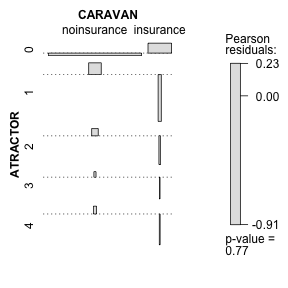 CARAVAN
noinsurance insurance
ATRACTOR
0
1
2
3
4
Pearson
residuals:
0.23
0.00
-0.91
p-value =
0.77